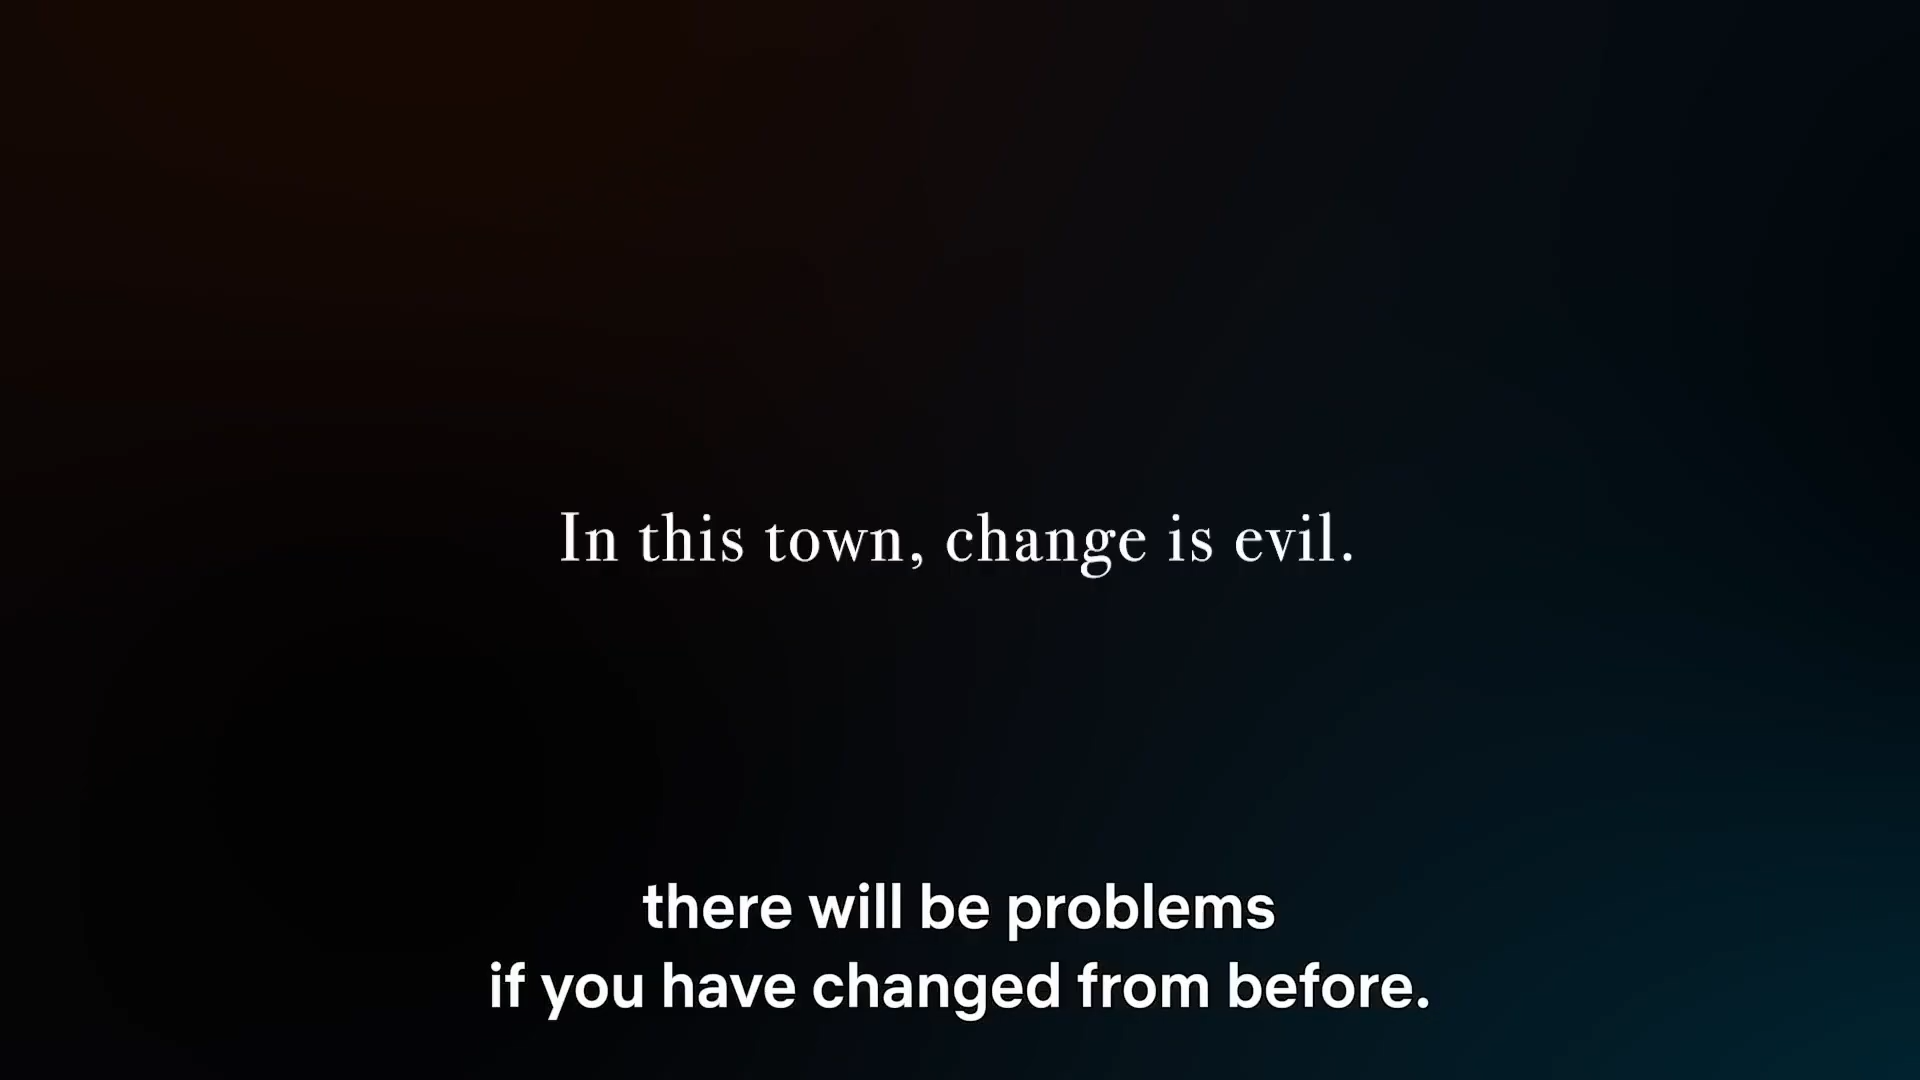 In this town, change is evil.
there will be problems
if you have changed from before.